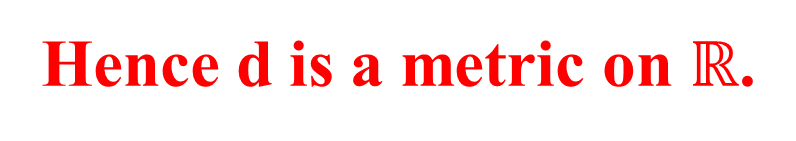 Hence d is a metric on ℝ.